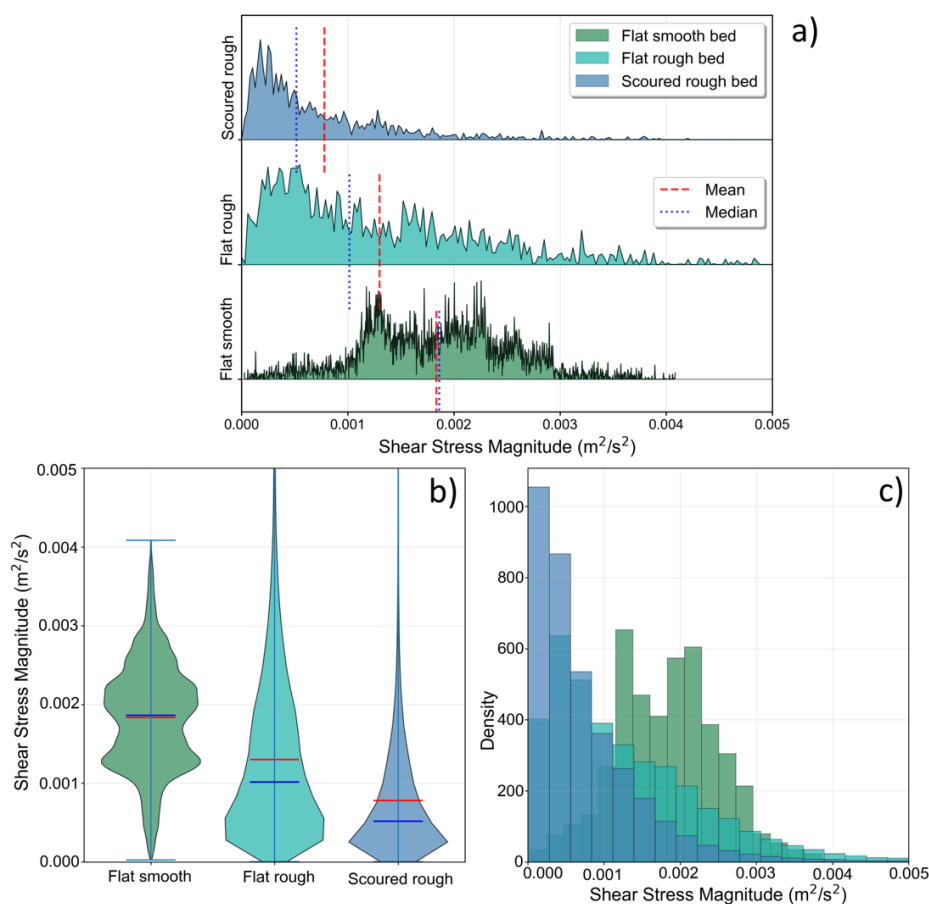 a)
Flat smooth bed
Flat rough bed
Scoured rough bed
Scoured rough
Mean
Median
Flat rough
Flat smooth
0.000 0.001 0.002 0.003 0.004 0.005
Shear Stress Magnitude (m²/s²)
b)
0.005
0.004
0.003
0.002
0.001
0.000
Shear Stress Magnitude (m²/s²)
Flat smooth Flat rough Scoured rough
c)
1000
800
600
400
200
0
Density
0.000 0.001 0.002 0.003 0.004 0.005
Shear Stress Magnitude (m²/s²)